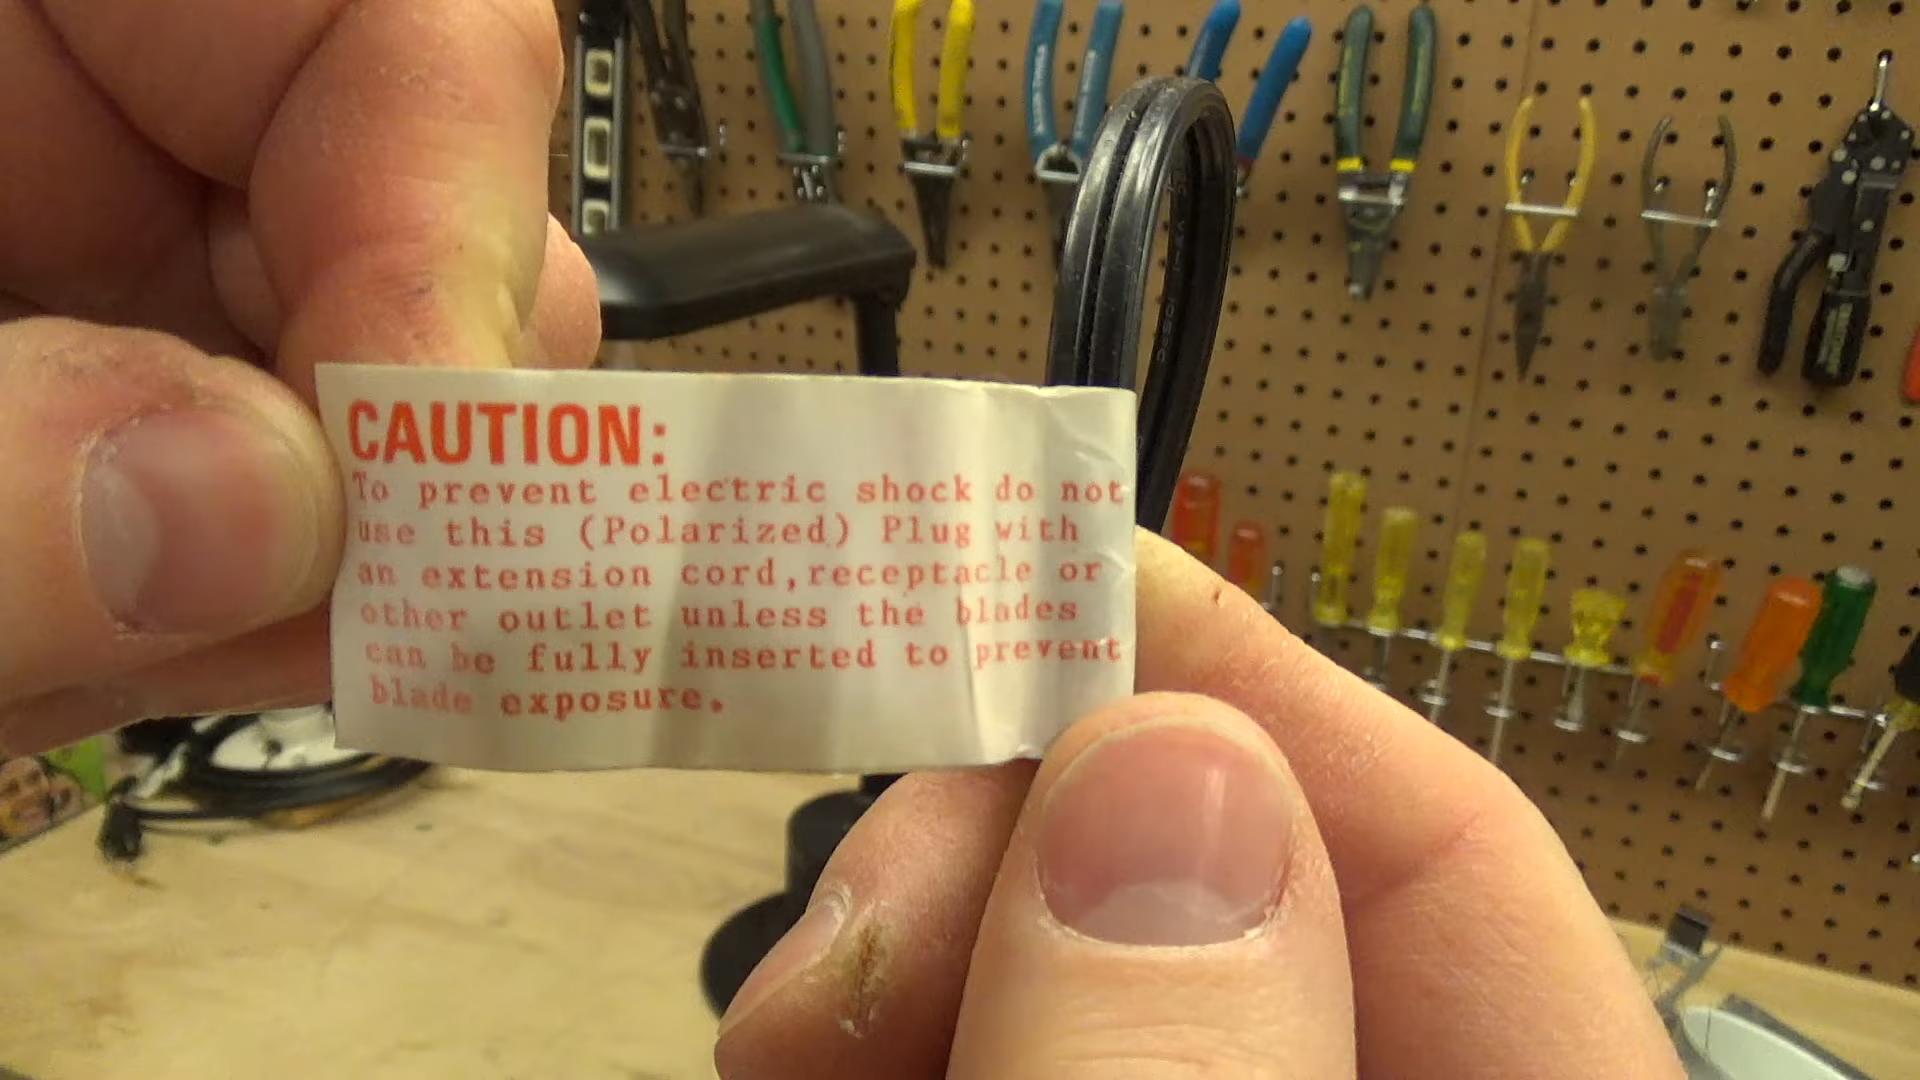 CAUTION:
To prevent electric shock do not
use this (Polarized) Plug with
an extension cord,receptacle or
other outlet unless the blades
can be fully inserted to prevent
blade exposure.